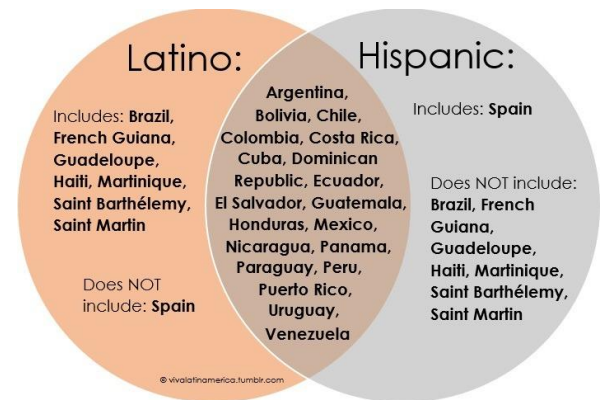 Latino:
Includes: Brazil,
French Guiana,
Guadeloupe,
Haiti, Martinique,
Saint Barthélemy,
Saint Martin
Does NOT
include: Spain
Argentina,
Bolivia, Chile,
Colombia, Costa Rica,
Cuba, Dominican
Republic, Ecuador,
El Salvador, Guatemala,
Honduras, Mexico,
Nicaragua, Panama,
Paraguay, Peru,
Puerto Rico,
Uruguay,
Venezuela
Hispanic:
Includes: Spain
Does NOT include:
Brazil, French
Guiana,
Guadeloupe,
Haiti, Martinique,
Saint Barthélemy,
Saint Martin
© vivalatinamerica.tumblr.com